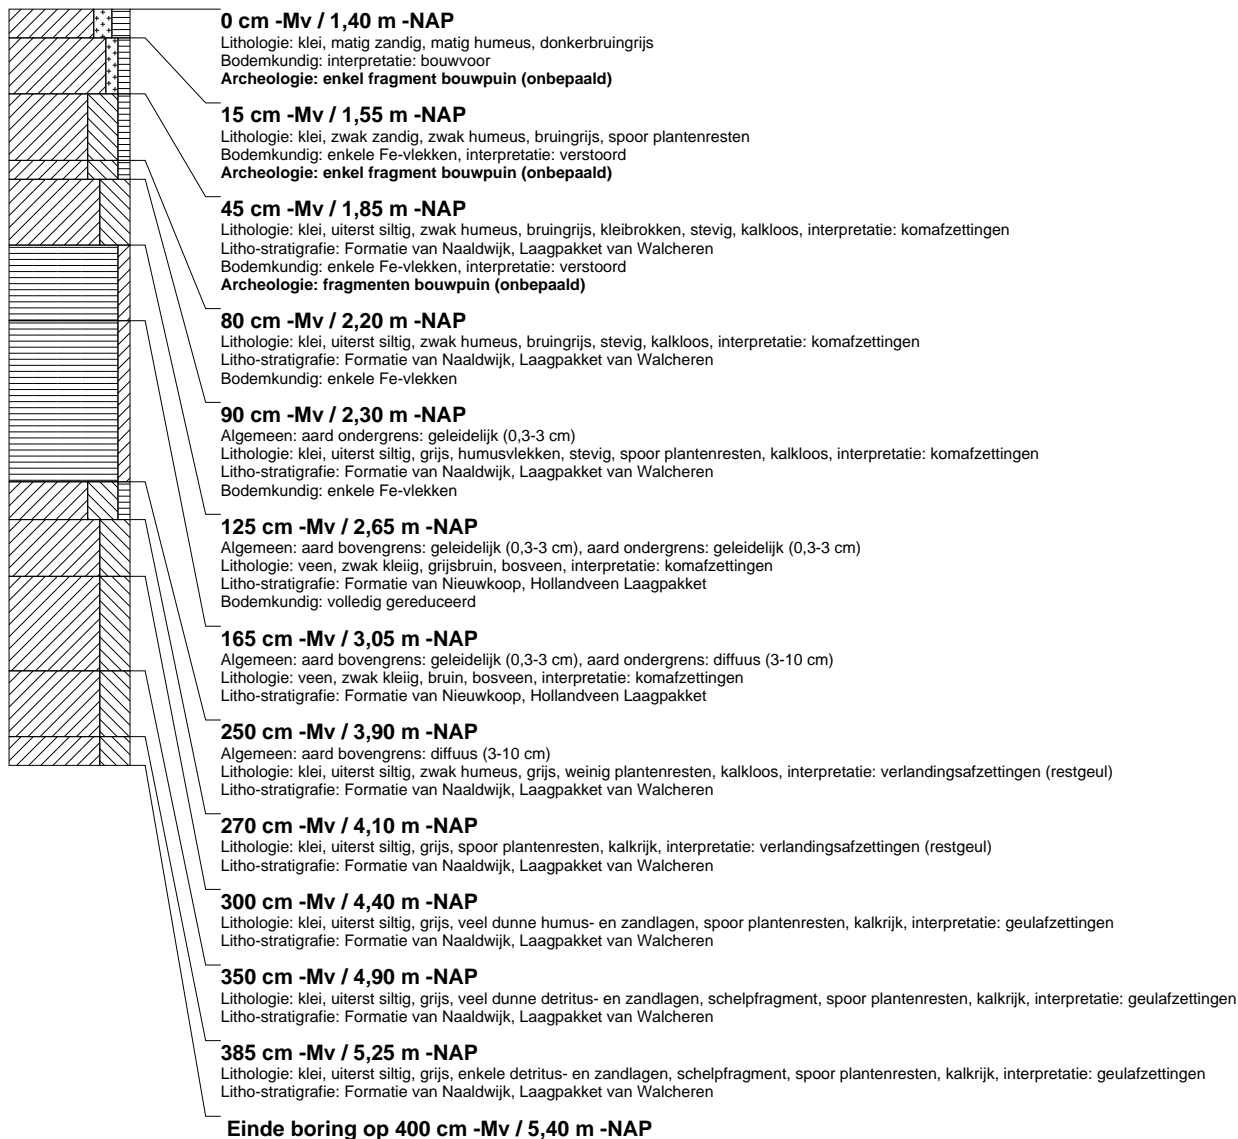 0 cm -Mv / 1,40 m -NAP
Lithologie: klei, matig zandig, matig humeus, donkerbruingrijs
Bodemkundig: interpretatie: bouwvoor
Archeologie: enkel fragment bouwpuin (onbepaald)
15 cm -Mv / 1,55 m -NAP
Lithologie: klei, zwak zandig, zwak humeus, bruingrijs, spoor plantenresten
Bodemkundig: enkele Fe-vlekken, interpretatie: verstoord
Archeologie: enkel fragment bouwpuin (onbepaald)
45 cm -Mv / 1,85 m -NAP
Lithologie: klei, uiterst siltig, zwak humeus, bruingrijs, kleibrokken, stevig, kalkloos, interpretatie: komafzettingen
Litho-stratigrafie: Formatie van Naaldwijk, Laagpakket van Walcheren
Bodemkundig: enkele Fe-vlekken, interpretatie: verstoord
Archeologie: fragmenten bouwpuin (onbepaald)
80 cm -Mv / 2,20 m -NAP
Lithologie: klei, uiterst siltig, zwak humeus, bruingrijs, stevig, kalkloos, interpretatie: komafzettingen
Litho-stratigrafie: Formatie van Naaldwijk, Laagpakket van Walcheren
Bodemkundig: enkele Fe-vlekken
90 cm -Mv / 2,30 m -NAP
Algemeen: aard ondergrens: geleidelijk (0,3-3 cm)
Lithologie: klei, uiterst siltig, grijs, humusvlekken, stevig, spoor plantenresten, kalkloos, interpretatie: komafzettingen
Litho-stratigrafie: Formatie van Naaldwijk, Laagpakket van Walcheren
Bodemkundig: enkele Fe-vlekken
125 cm -Mv / 2,65 m -NAP
Algemeen: aard bovengrens: geleidelijk (0,3-3 cm), aard ondergrens: geleidelijk (0,3-3 cm)
Lithologie: veen, zwak kleiig, grijsbruin, bosveen, interpretatie: komafzettingen
Litho-stratigrafie: Formatie van Nieuwkoop, Hollandveen Laagpakket
Bodemkundig: volledig gereduceerd
165 cm -Mv / 3,05 m -NAP
Algemeen: aard bovengrens: geleidelijk (0,3-3 cm), aard ondergrens: diffuus (3-10 cm)
Lithologie: veen, zwak kleiig, bruin, bosveen, interpretatie: komafzettingen
Litho-stratigrafie: Formatie van Nieuwkoop, Hollandveen Laagpakket
250 cm -Mv / 3,90 m -NAP
Algemeen: aard bovengrens: diffuus (3-10 cm)
Lithologie: klei, uiterst siltig, zwak humeus, grijs, weinig plantenresten, kalkloos, interpretatie: verlandingsafzettingen (restgeul)
Litho-stratigrafie: Formatie van Naaldwijk, Laagpakket van Walcheren
270 cm -Mv / 4,10 m -NAP
Lithologie: klei, uiterst siltig, grijs, spoor plantenresten, kalkrijk, interpretatie: verlandingsafzettingen (restgeul)
Litho-stratigrafie: Formatie van Naaldwijk, Laagpakket van Walcheren
300 cm -Mv / 4,40 m -NAP
Lithologie: klei, uiterst siltig, grijs, veel dunne humus- en zandlagen, spoor plantenresten, kalkrijk, interpretatie: geulafzettingen
Litho-stratigrafie: Formatie van Naaldwijk, Laagpakket van Walcheren
350 cm -Mv / 4,90 m -NAP
Lithologie: klei, uiterst siltig, grijs, veel dunne detritus- en zandlagen, schelpfragment, spoor plantenresten, kalkrijk, interpretatie: geulafzettingen
Litho-stratigrafie: Formatie van Naaldwijk, Laagpakket van Walcheren
385 cm -Mv / 5,25 m -NAP
Lithologie: klei, uiterst siltig, grijs, enkele detritus- en zandlagen, schelpfragment, spoor plantenresten, kalkrijk, interpretatie: geulafzettingen
Litho-stratigrafie: Formatie van Naaldwijk, Laagpakket van Walcheren
Einde boring op 400 cm -Mv / 5,40 m -NAP